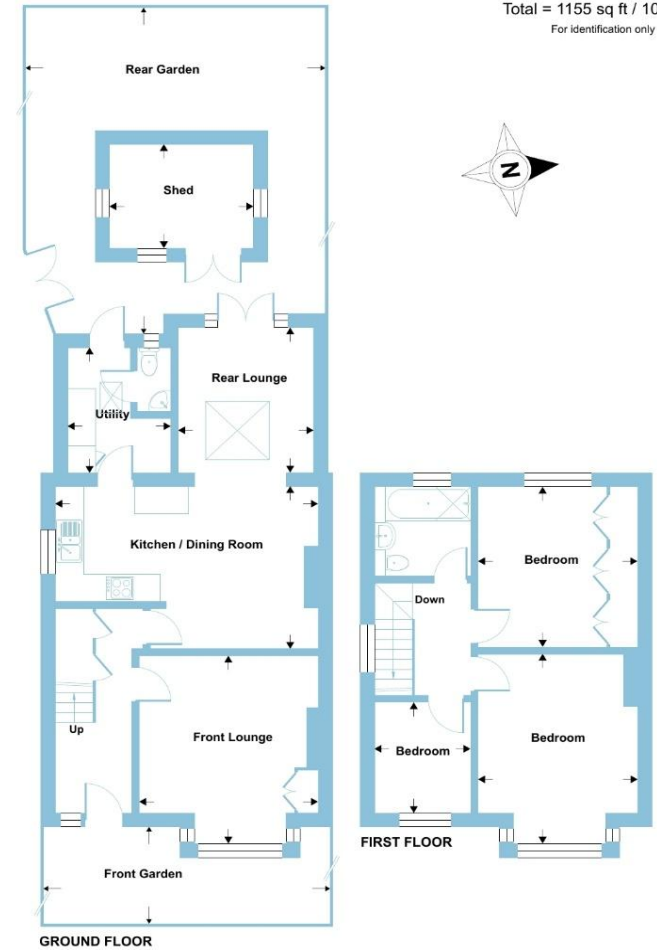 Total = 1155 sq ft / 10
For identification only
Rear Garden
Shed
N
Rear Lounge
Utility
Kitchen / Dining Room
Bedroom
Down
Up
Front Lounge
Bedroom
Bedroom
FIRST FLOOR
Front Garden
GROUND FLOOR